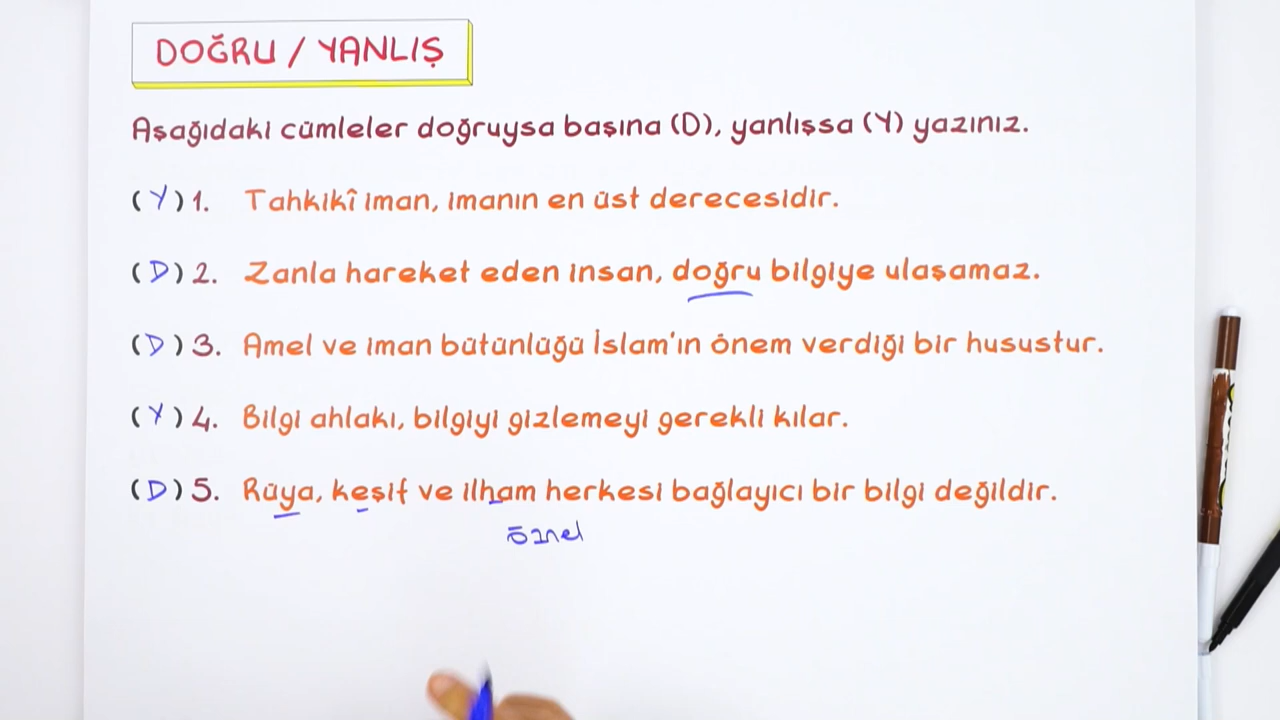 DOĞRU / YANLIŞ
Aşağıdaki cümleler doğruysa başına (D), yanlışsa (Y) yazınız.
(Y) 1. Tahkikî iman, imanın en üst derecesidir.
(D) 2. Zanla hareket eden insan, doğru bilgiye ulaşamaz.
(D) 3. Amel ve iman bütünlüğü İslam'ın önem verdiği bir husustur.
(Y) 4. Bilgi ahlakı, bilgiyi gizlemeyi gerekli kılar.
(D) 5. Rüya, keşif ve ilham herkesi bağlayıcı bir bilgi değildir.
öznel